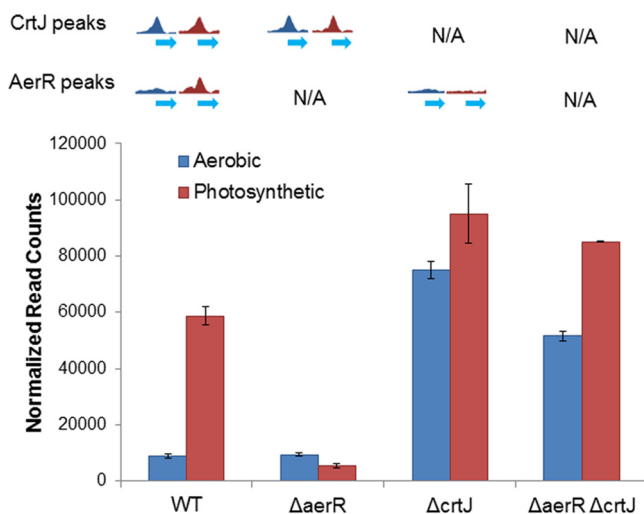 CrtJ peaks
N/A
N/A
AerR peaks
N/A
N/A
120000
100000
80000
60000
40000
20000
0
Normalized Read Counts
Aerobic
Photosynthetic
WT
ΔaerR
ΔcrtJ
ΔaerR ΔcrtJ